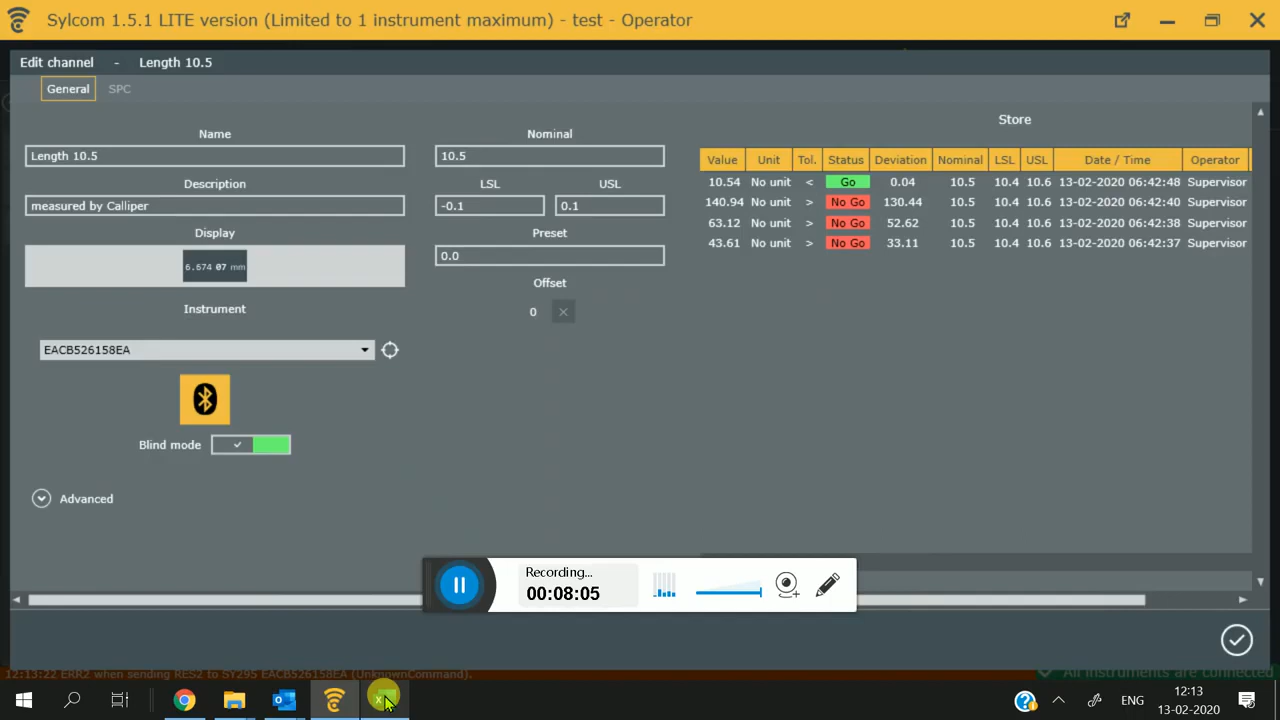 Sylcom 1.5.1 LITE version (Limited to 1 instrument maximum) - test - Operator
Edit channel - Length 10.5
General SPC
Name
Length 10.5
Description
measured by Calliper
Display
6.674 07 mm
Instrument
EACB526158EA
Blind mode
Advanced
Nominal
10.5
LSL USL
-0.1 0.1
Preset
0.0
Offset
0
Store
Value Unit Tol. Status Deviation Nominal LSL USL Date / Time Operator
10.54 No unit < Go 0.04 10.5 10.4 10.6 13-02-2020 06:42:48 Supervisor
140.94 No unit > No Go 130.44 10.5 10.4 10.6 13-02-2020 06:42:40 Supervisor
63.12 No unit > No Go 52.62 10.5 10.4 10.6 13-02-2020 06:42:38 Supervisor
43.61 No unit > No Go 33.11 10.5 10.4 10.6 13-02-2020 06:42:37 Supervisor
Recording...
00:08:05
12:13:22 ERR2 when sending RES2 to SY295 EACB526158EA (UnknownCommand).
All instruments are connected
ENG
12:13
13-02-2020